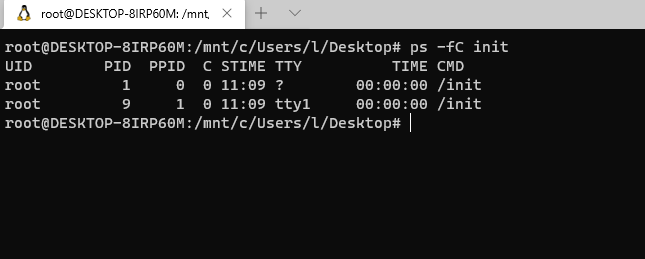 root@DESKTOP-8IRP60M: /mnt,
root@DESKTOP-8IRP60M:/mnt/c/Users/l/Desktop# ps -fC init
UID        PID  PPID  C STIME TTY          TIME CMD
root         1     0  0 11:09 ?        00:00:00 /init
root         9     1  0 11:09 tty1     00:00:00 /init
root@DESKTOP-8IRP60M:/mnt/c/Users/l/Desktop#